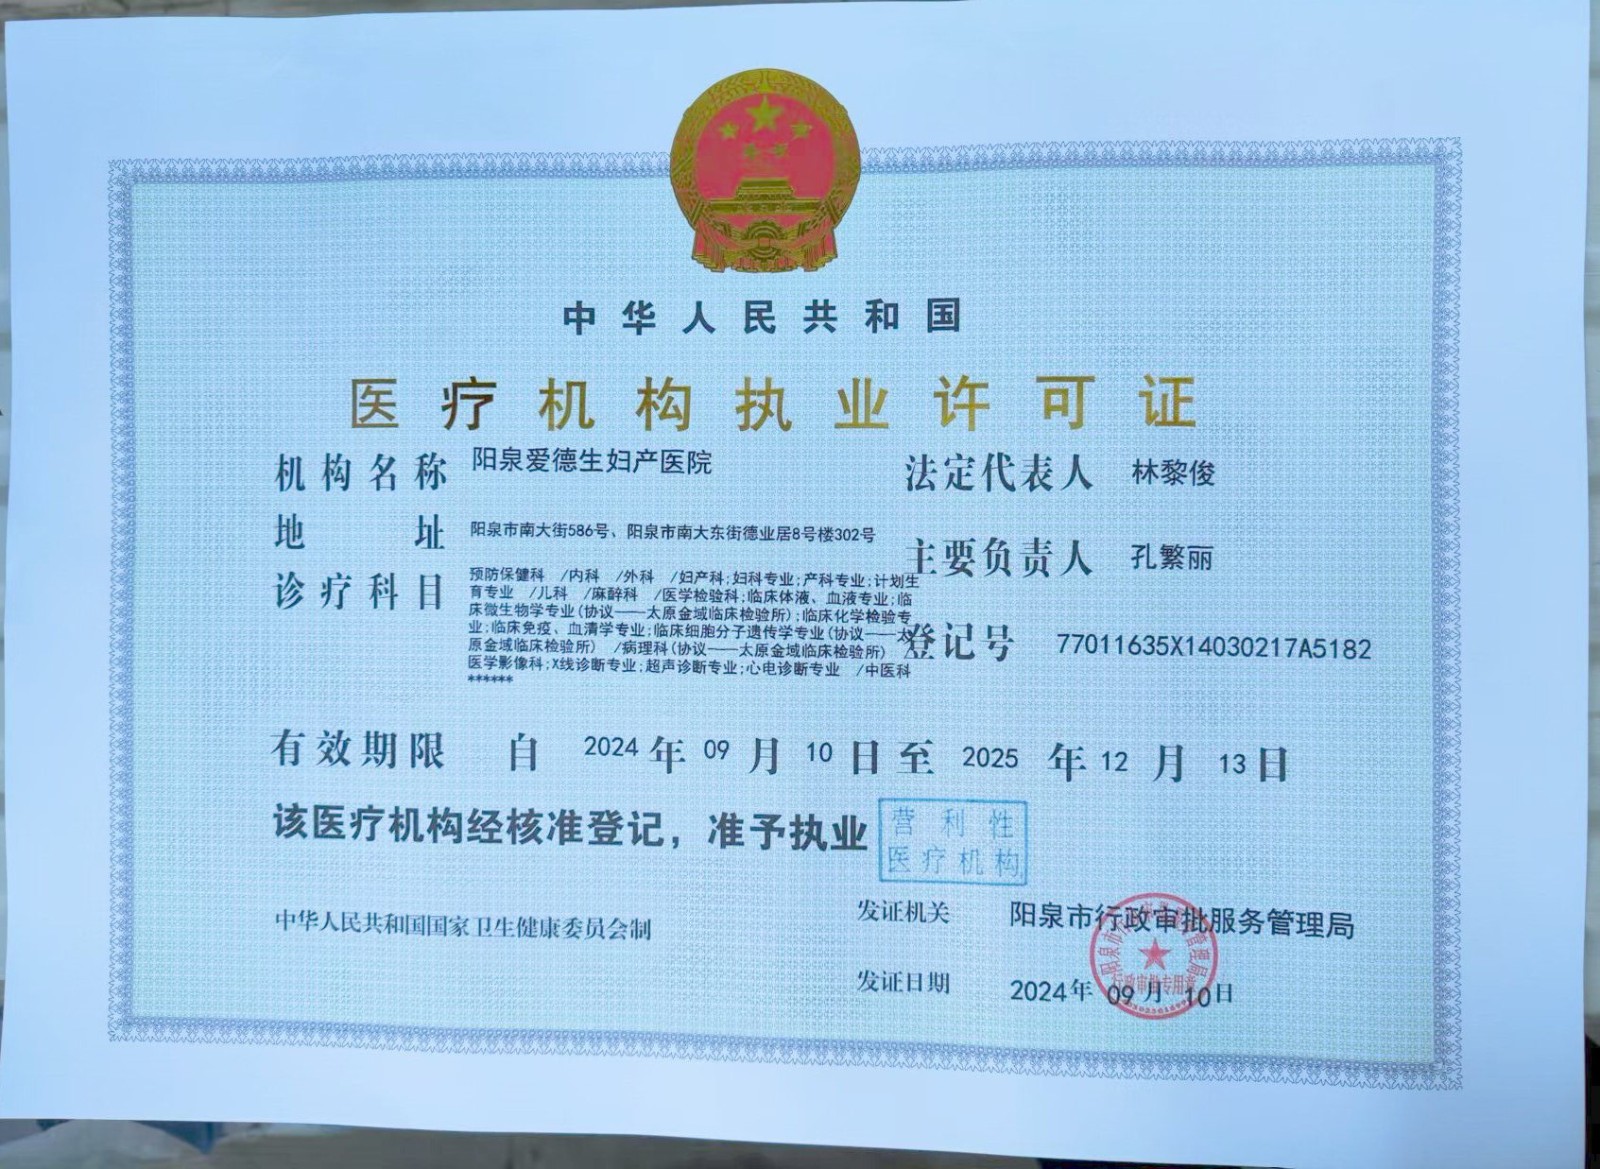 中华人民共和国
医疗机构执业许可证
机构名称 阳泉爱德生妇产医院
法定代表人 林黎俊
地址 阳泉市南大街586号、阳泉市南大东街德业居8号楼302号
主要负责人 孔繁丽
诊疗科目 预防保健科 /内科 /外科 /妇产科;妇科专业;产科专业;计划生
育专业 /儿科 /麻醉科 /医学检验科;临床体液、血液专业;临
床微生物学专业(协议——太原金域临床检验所);临床化学检验专
业;临床免疫、血清学专业;临床细胞分子遗传学专业(协议——太
原金域临床检验所) /病理科(协议——太原金域临床检验所) /
医学影像科;X线诊断专业;超声诊断专业;心电诊断专业 /中医科
******
登记号 77011635X14030217A5182
有效期限 自 2024 年 09 月 10 日至 2025 年 12 月 13 日
该医疗机构经核准登记，准予执业
营利性
医疗机构
中华人民共和国国家卫生健康委员会制
发证机关 阳泉市行政审批服务管理局
发证日期 2024年 09 月 10日
行政审批专用章